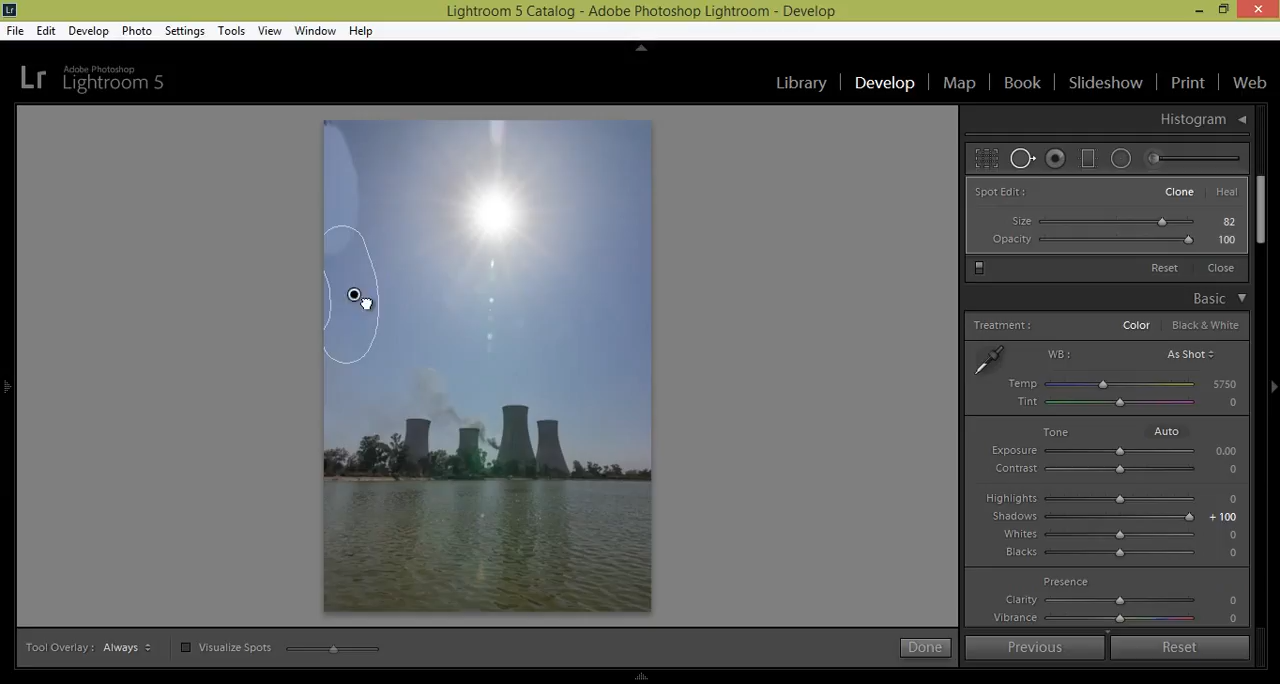 Lr Lightroom 5 Catalog - Adobe Photoshop Lightroom - Develop
File Edit Develop Photo Settings Tools View Window Help
Lr Adobe Photoshop
Lightroom 5
Library Develop Map Book Slideshow Print Web
Histogram
Spot Edit : Clone Heal
Size 82
Opacity 100
Reset Close
Basic
Treatment : Color Black & White
WB : As Shot
Temp 5750
Tint 0
Tone Auto
Exposure 0.00
Contrast 0
Highlights 0
Shadows + 100
Whites 0
Blacks 0
Presence
Clarity 0
Vibrance 0
Tool Overlay : Always Visualize Spots Done
Previous Reset